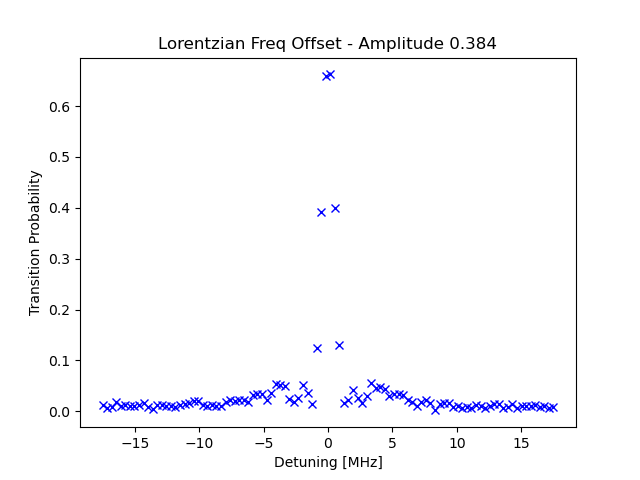 Lorentzian Freq Offset - Amplitude 0.384
Transition Probability
0.6
0.5
0.4
0.3
0.2
0.1
0.0
−15 −10 −5 0 5 10 15
Detuning [MHz]